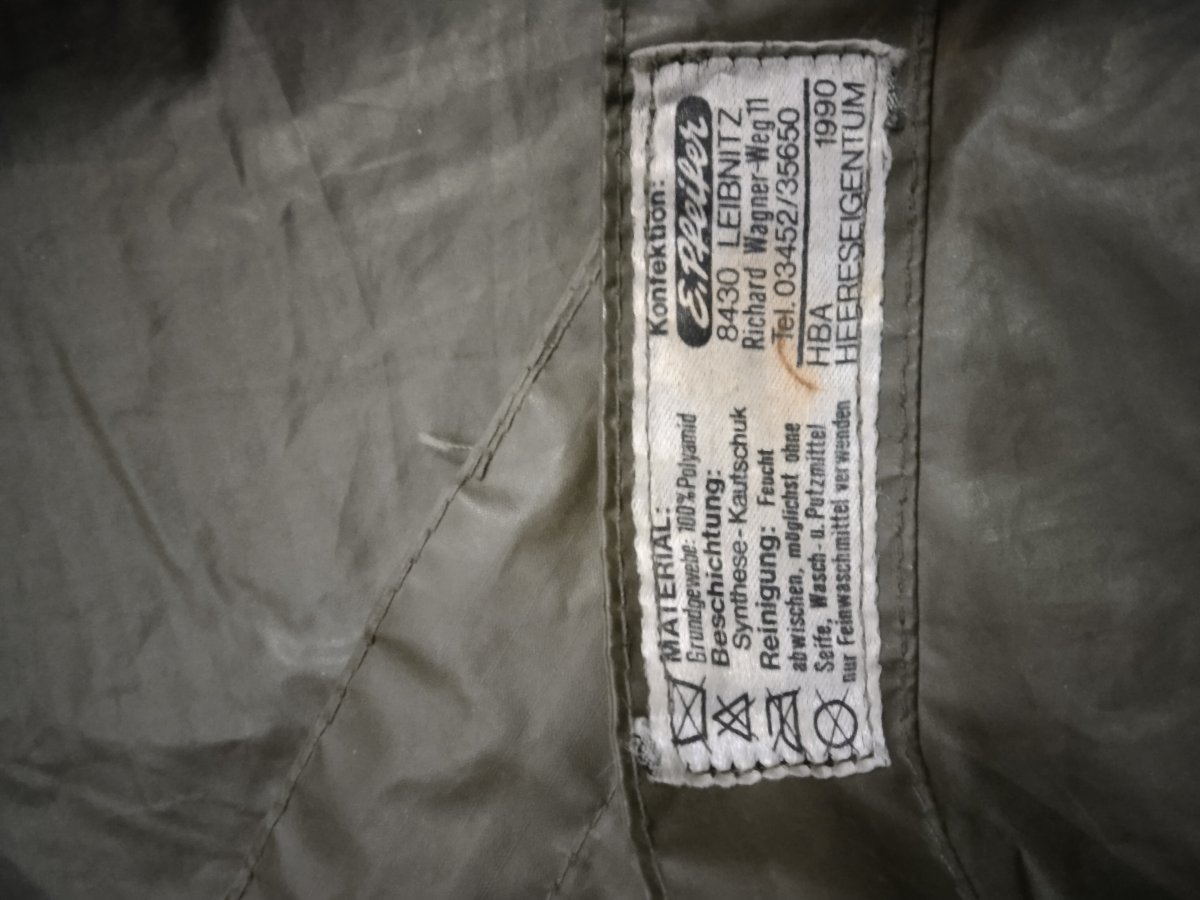 MATERIAL:
Grundgewebe: 100% Polyamid
Beschichtung:
Synthese-Kautschuk
Reinigung: Feucht
abwischen, möglichst ohne
Seife, Wasch- u. Putzmittel
nur Feinwaschmittel verwenden
Konfektion:
E. Pfeifer
8430 LEIBNITZ
Richard Wagner-Weg 11
Tel. 03452/35650
HBA 1990
HEERESEIGENTUM